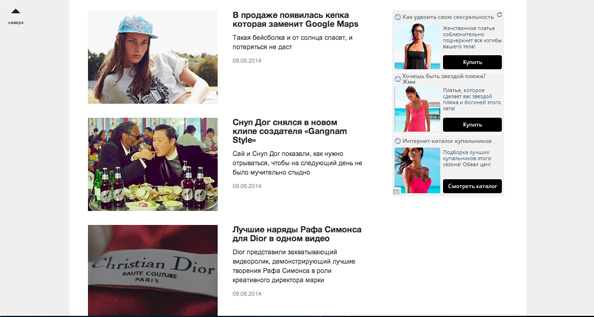 наверх
В продаже появилась кепка
которая заменит Google Maps
Такая бейсболка и от солнца спасет, и
потеряться не даст
09.06.2014
Снуп Дог снялся в новом
клипе создателя «Gangnam
Style»
Сай и Снуп Дог показали, как нужно
отрываться, чтобы на следующий день не
было мучительно стыдно
09.06.2014
Christian Dior
HAUTE COUTURE
PARIS
Лучшие наряды Рафа Симонса
для Dior в одном видео
Dior представили захватывающий
видеоролик, демонстрирующий лучшие
творения Рафа Симонса в роли
креативного директора марки
09.06.2014
Как удвоить свою сексуальность
Женственное платье
соблазнительно
подчеркнет все изгибы
вашего тела!
Купить
Хочешь быть звездой пляжа?
Жми
Платье, которое
сделает вас звездой
пляжа и богиней этого
лета!
Купить
Интернет-каталог купальников
Подборка лучших
купальников этого
сезона! Обвал цен!
Смотреть каталог